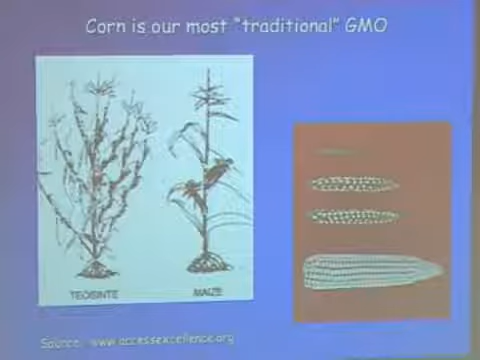 Corn is our most "traditional" GMO
TEOSINTE
MAIZE
Source: www.accessexcellence.org